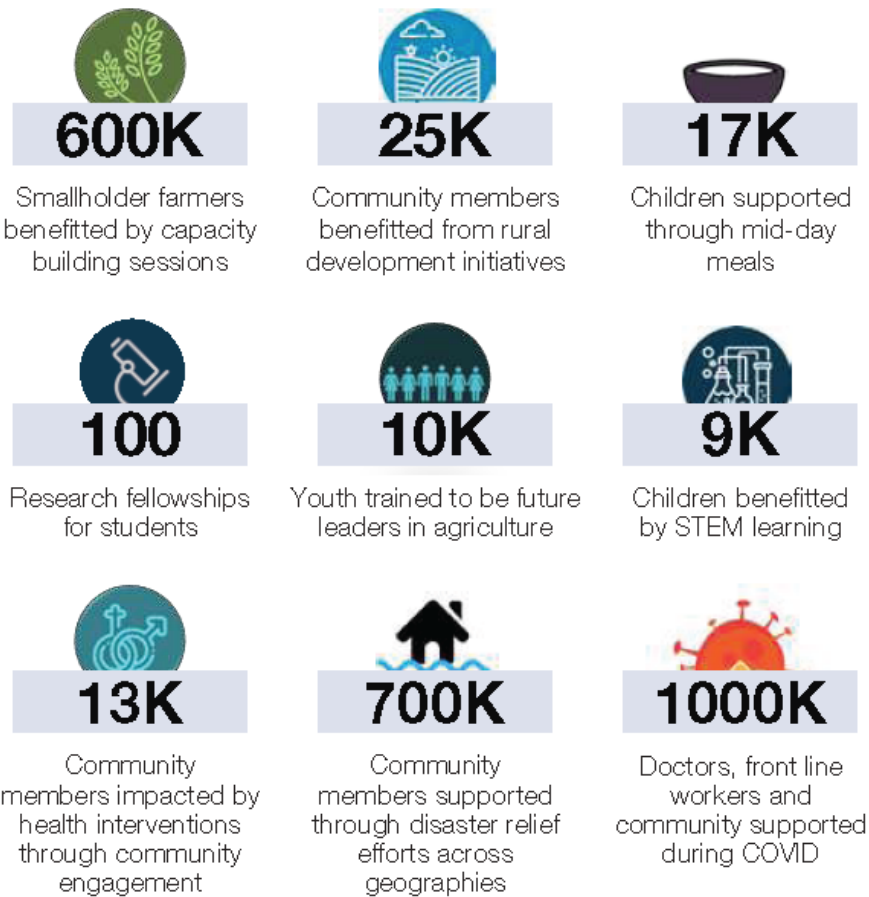 600K
Smallholder farmers
benefitted by capacity
building sessions
25K
Community members
benefitted from rural
development initiatives
17K
Children supported
through mid-day
meals
100
Research fellowships
for students
10K
Youth trained to be future
leaders in agriculture
9K
Children benefitted
by STEM learning
13K
Community
members impacted by
health interventions
through community
engagement
700K
Community
members supported
through disaster relief
efforts across
geographies
1000K
Doctors, front line
workers and
community supported
during COVID